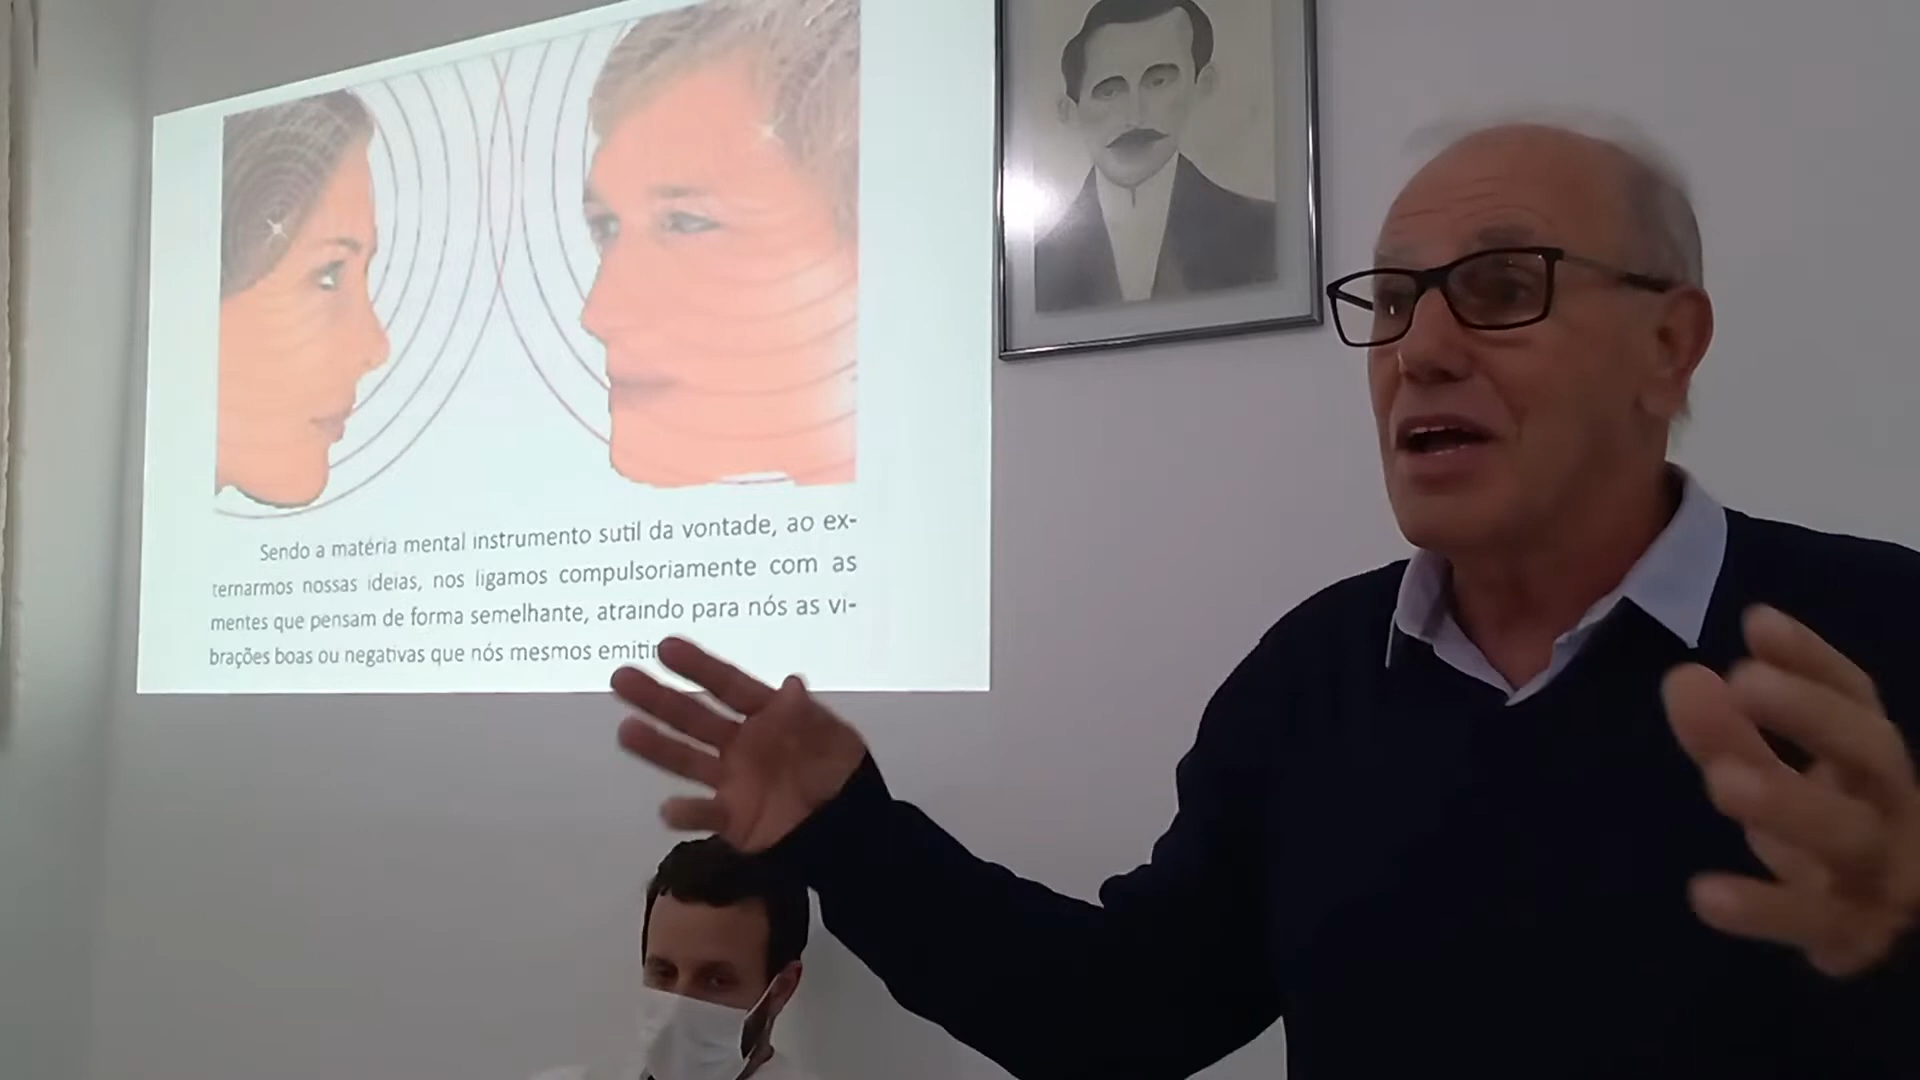 Sendo a matéria mental instrumento sutil da vontade, ao ex-
ternarmos nossas ideias, nos ligamos compulsoriamente com as
mentes que pensam de forma semelhante, atraindo para nós as vi-
brações boas ou negativas que nós mesmos